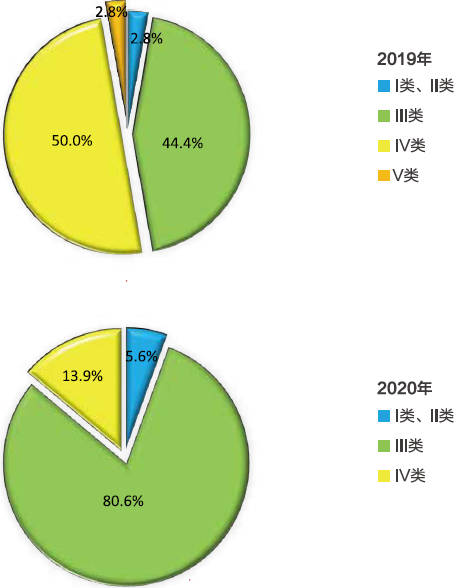 2.8%
2.8%
50.0%
44.4%
2019年
I类、II类
III类
IV类
V类
5.6%
13.9%
80.6%
2020年
I类、II类
III类
IV类